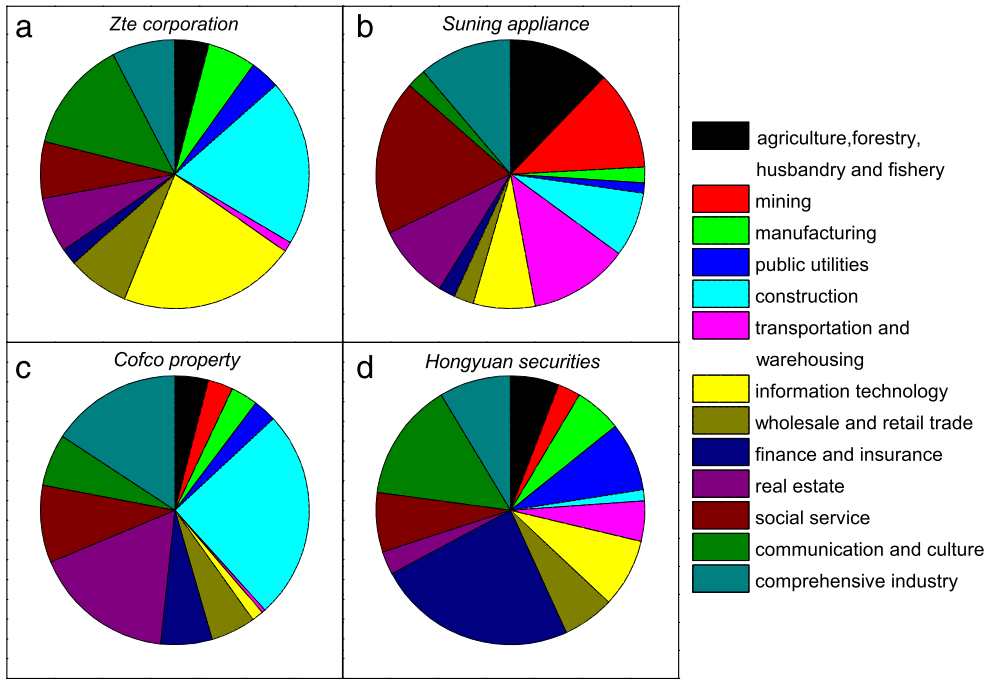 a
Zte corporation
b
Suning appliance
c
Cofco property
d
Hongyuan securities
agriculture,forestry,
husbandry and fishery
mining
manufacturing
public utilities
construction
transportation and
warehousing
information technology
wholesale and retail trade
finance and insurance
real estate
social service
communication and culture
comprehensive industry